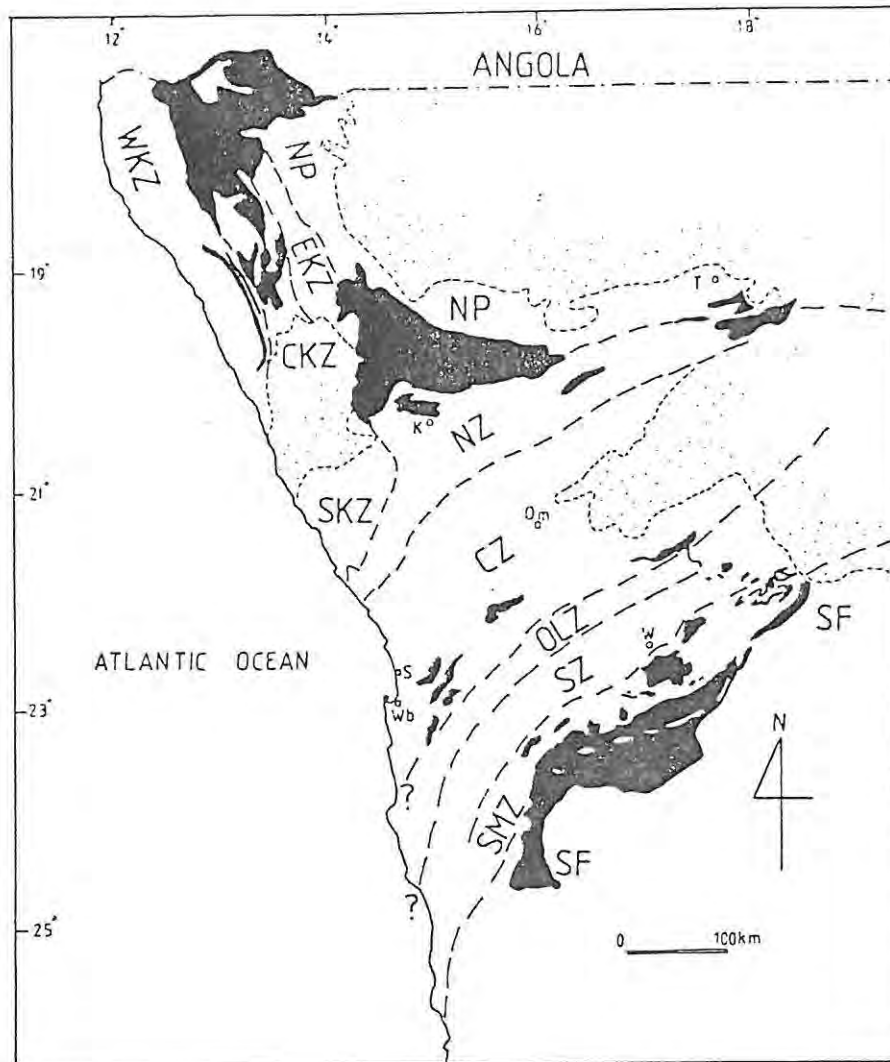 12° 14° 16° 18°
ANGOLA
WKZ
NP
EKZ
19°
T
NP
CKZ
K
NZ
21°
SKZ
Om
CZ
OLZ
W
SF
ATLANTIC OCEAN
S
SZ
Wb
23°
N
?
SMZ
SF
?
25°
0 100km